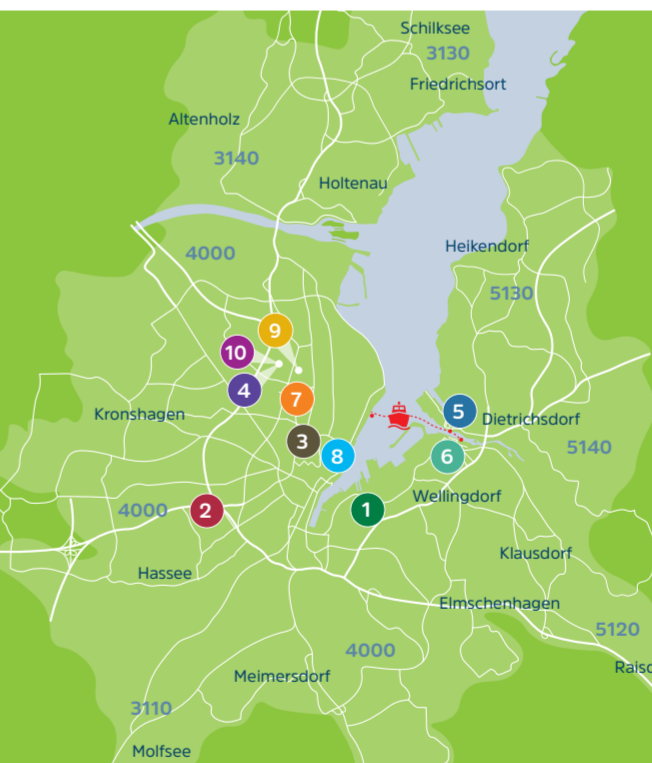 Schilksee
3130
Friedrichsort
Altenholz
3140
Holtenau
4000
Heikendorf
5130
9
10
4
7
Kronshagen
5
Dietrichsdorf
3
8
6
5140
Wellingdorf
4000
2
1
Klausdorf
Hassee
Elmschenhagen
5120
4000
Raisd
Meimersdorf
3110
Molfsee